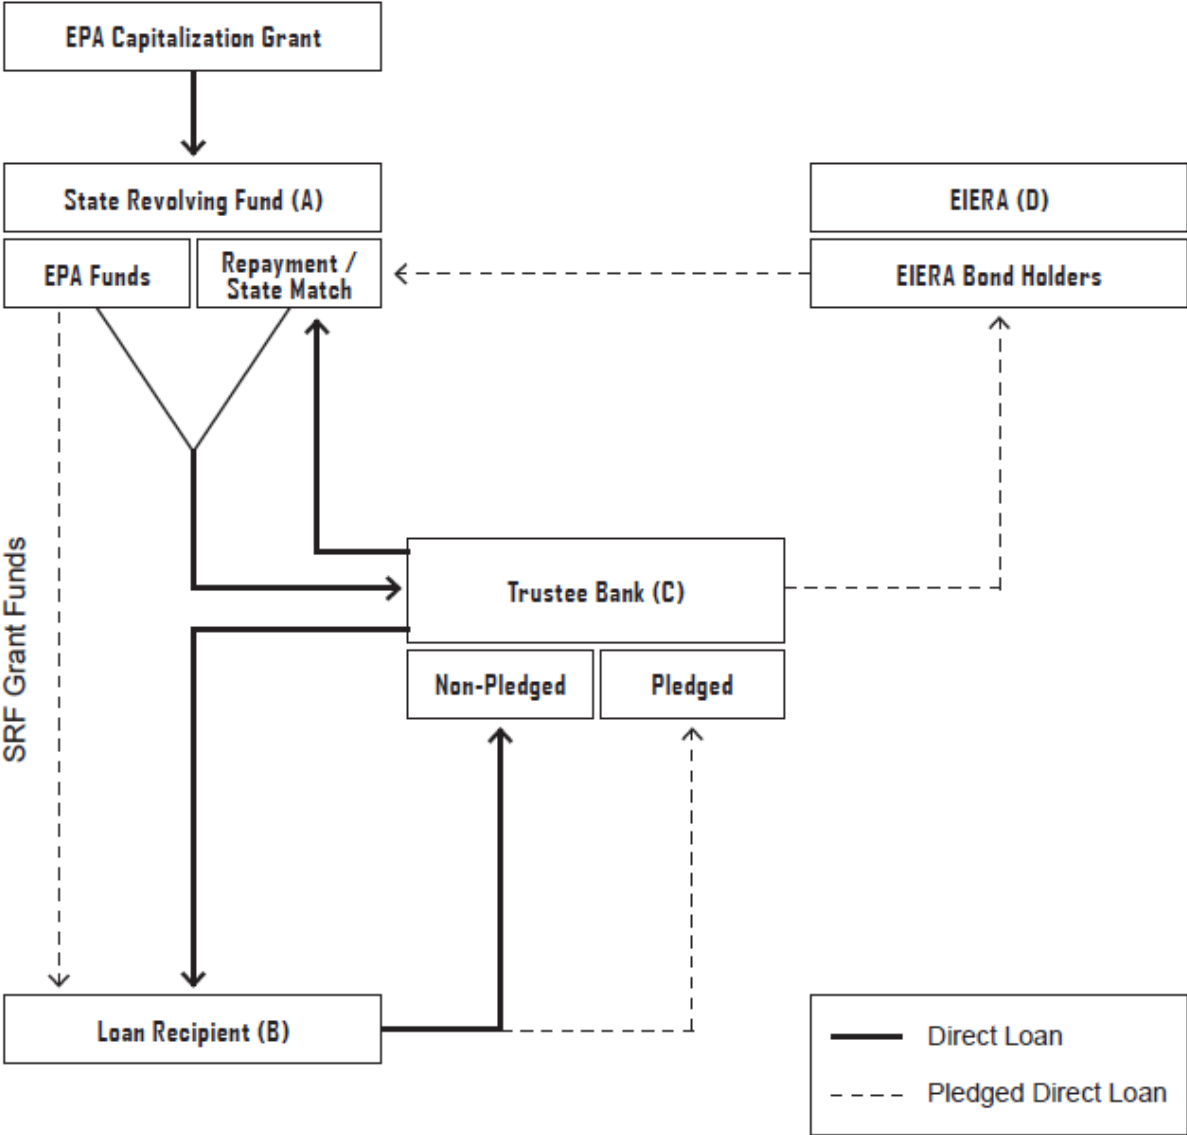 EPA Capitalization Grant
State Revolving Fund (A)
EIERA (D)
EPA Funds
Repayment /
State Match
EIERA Bond Holders
SRF Grant Funds
Trustee Bank (C)
Non-Pledged
Pledged
Loan Recipient (B)
Direct Loan
Pledged Direct Loan